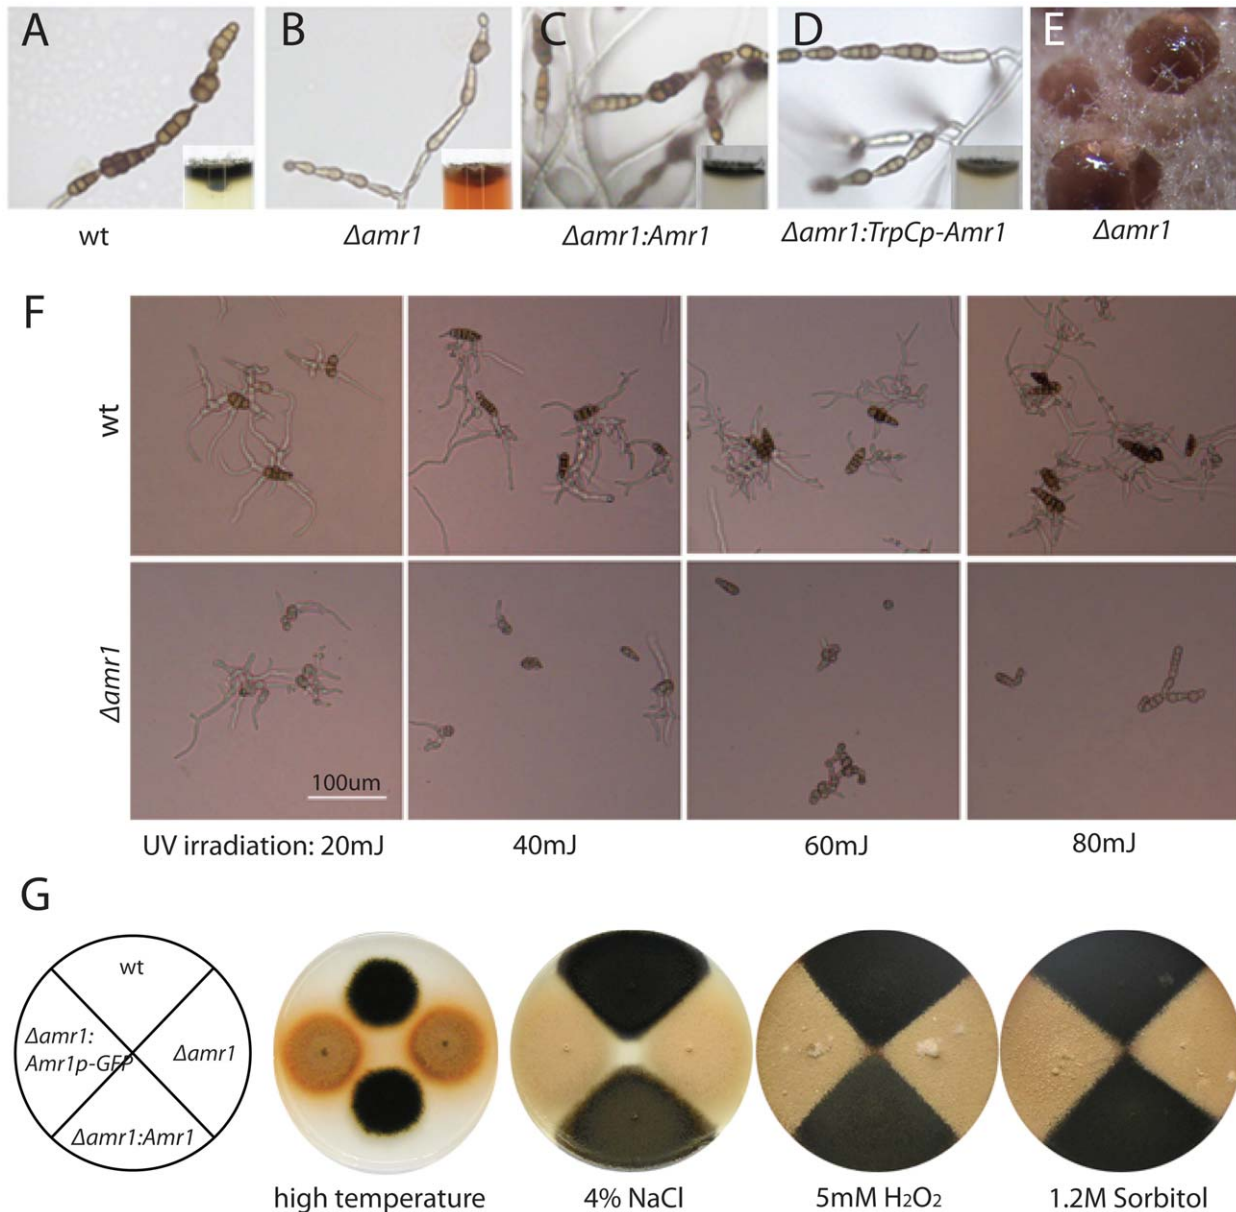 A
B
C
D
E
wt
Δamr1
Δamr1:Amr1
Δamr1:TrpCp-Amr1
Δamr1
F
wt
Δamr1
100um
UV irradiation: 20mJ
40mJ
60mJ
80mJ
G
wt
Δamr1:
Amr1p-GFP
Δamr1
Δamr1:Amr1
high temperature
4% NaCl
5mM H₂O₂
1.2M Sorbitol